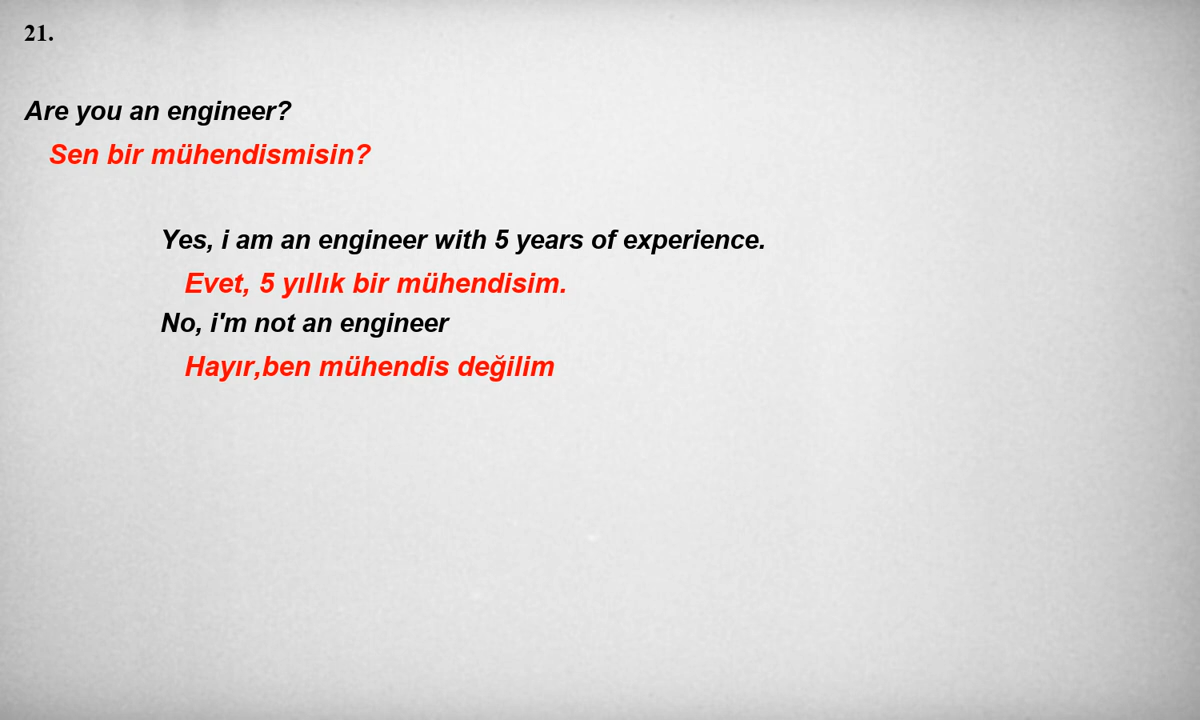 21.
Are you an engineer?
Sen bir mühendismisin?
Yes, i am an engineer with 5 years of experience.
Evet, 5 yıllık bir mühendisim.
No, i'm not an engineer
Hayır,ben mühendis değilim